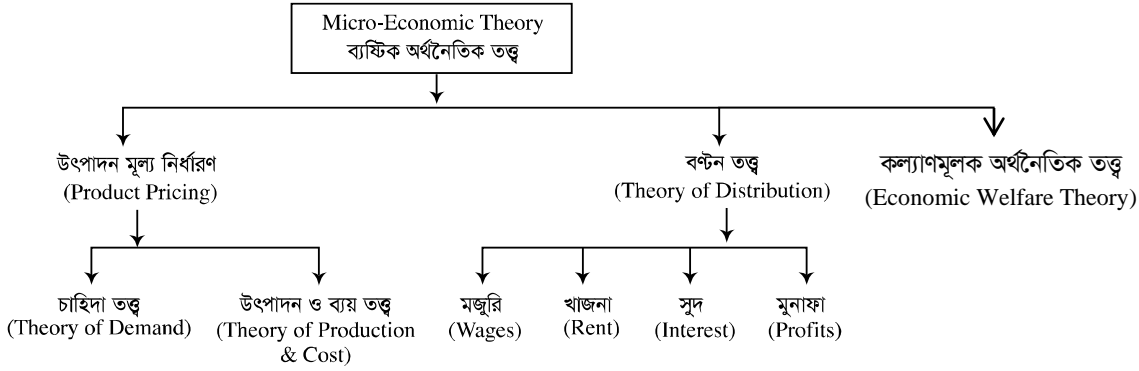 Micro-Economic Theory
ব্যষ্টিক অর্থনৈতিক তত্ত্ব
উৎপাদন মূল্য নির্ধারণ
(Product Pricing)
বণ্টন তত্ত্ব
(Theory of Distribution)
কল্যাণমূলক অর্থনৈতিক তত্ত্ব
(Economic Welfare Theory)
চাহিদা তত্ত্ব
(Theory of Demand)
উৎপাদন ও ব্যয় তত্ত্ব
(Theory of Production
& Cost)
মজুরি
(Wages)
খাজনা
(Rent)
সুদ
(Interest)
মুনাফা
(Profits)